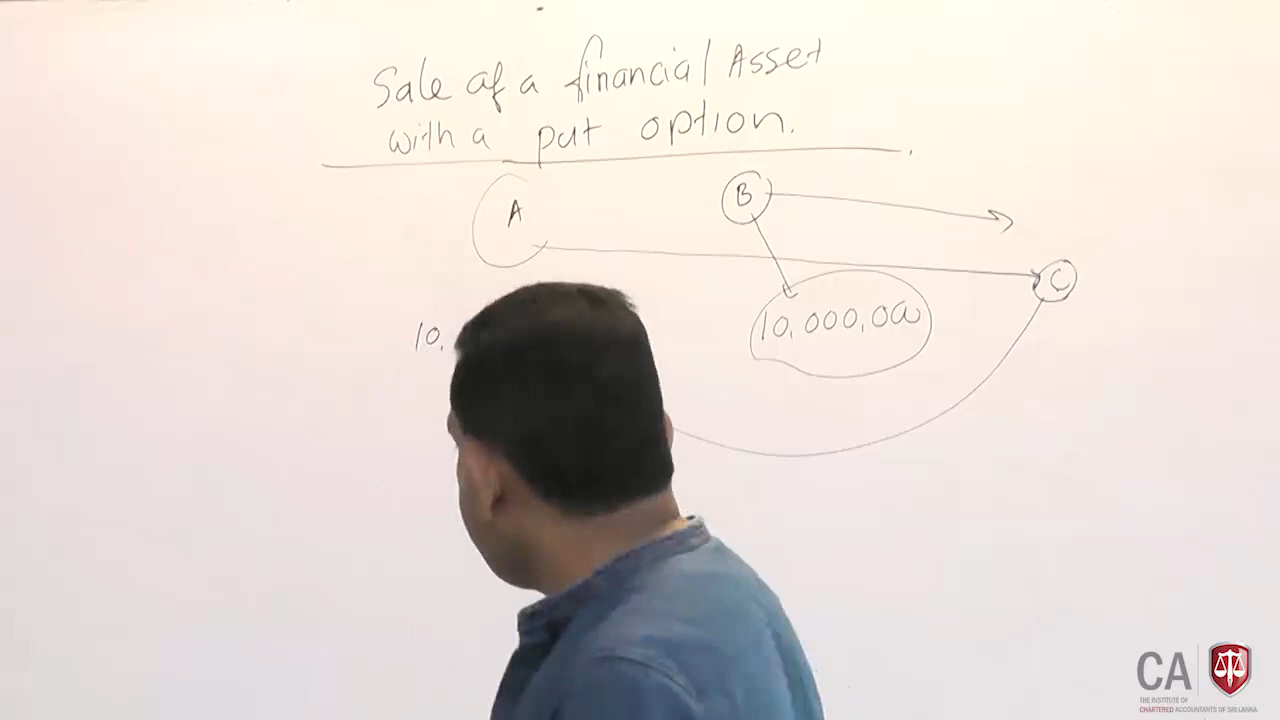 Sale of a financial Asset
with a put option.
A
B
C
10,
10,000,000
CA
THE INSTITUTE OF
CHARTERED ACCOUNTANTS OF SRI LANKA